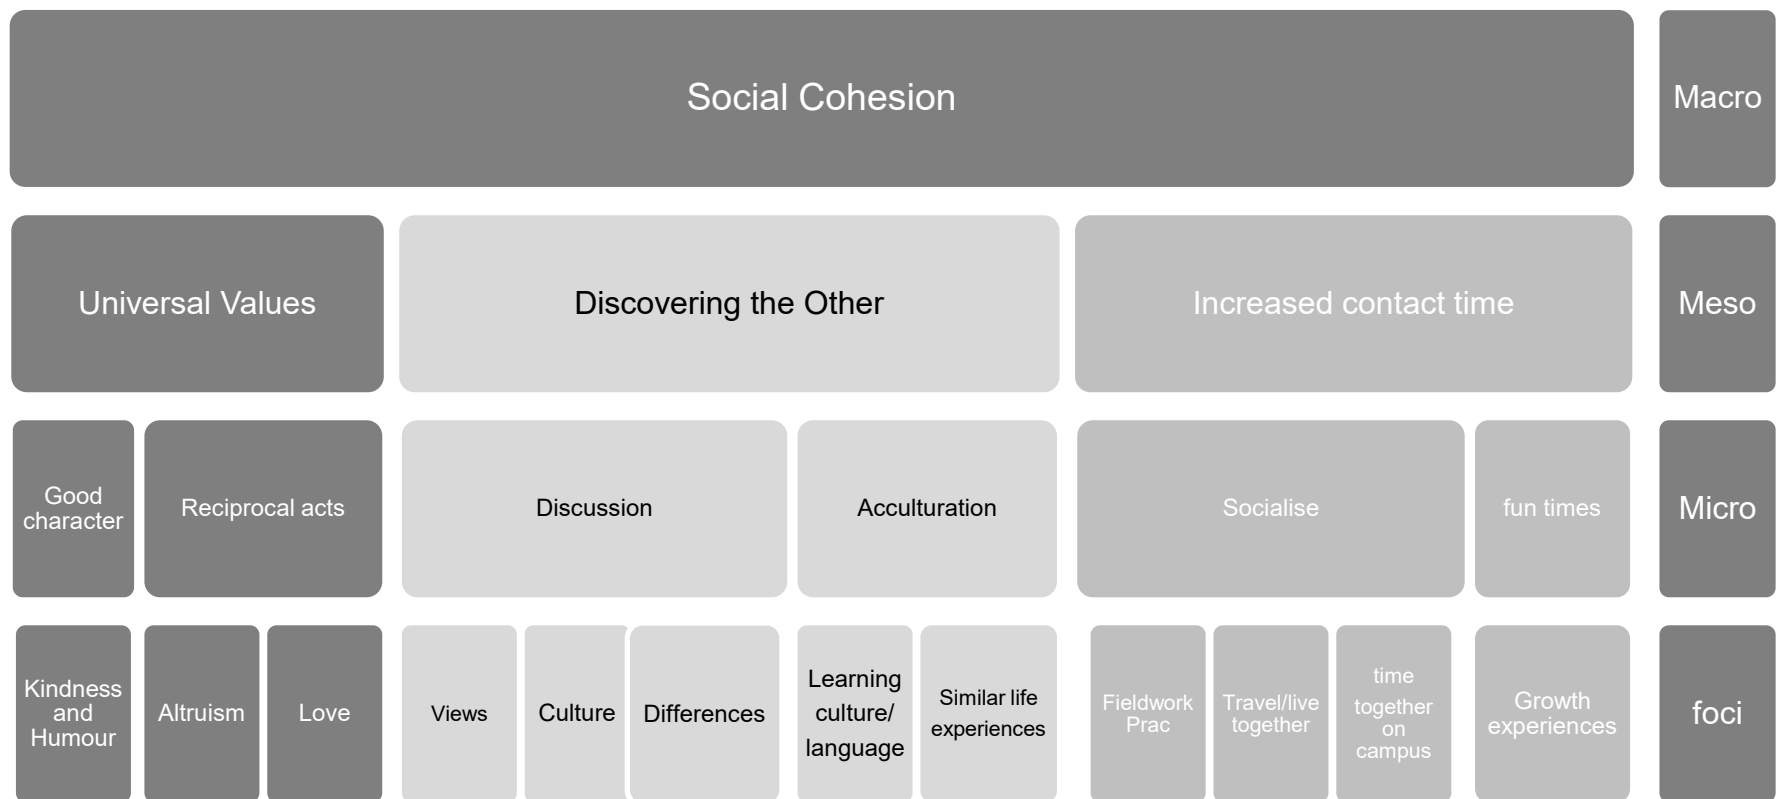 Social Cohesion
Macro
Universal Values
Discovering the Other
Increased contact time
Meso
Good
character
Reciprocal acts
Discussion
Acculturation
Socialise
fun times
Micro
Kindness
and
Humour
Altruism
Love
Views
Culture
Differences
Learning
culture/
language
Similar life
experiences
Fieldwork
Prac
Travel/live
together
time
together
on
campus
Growth
experiences
foci